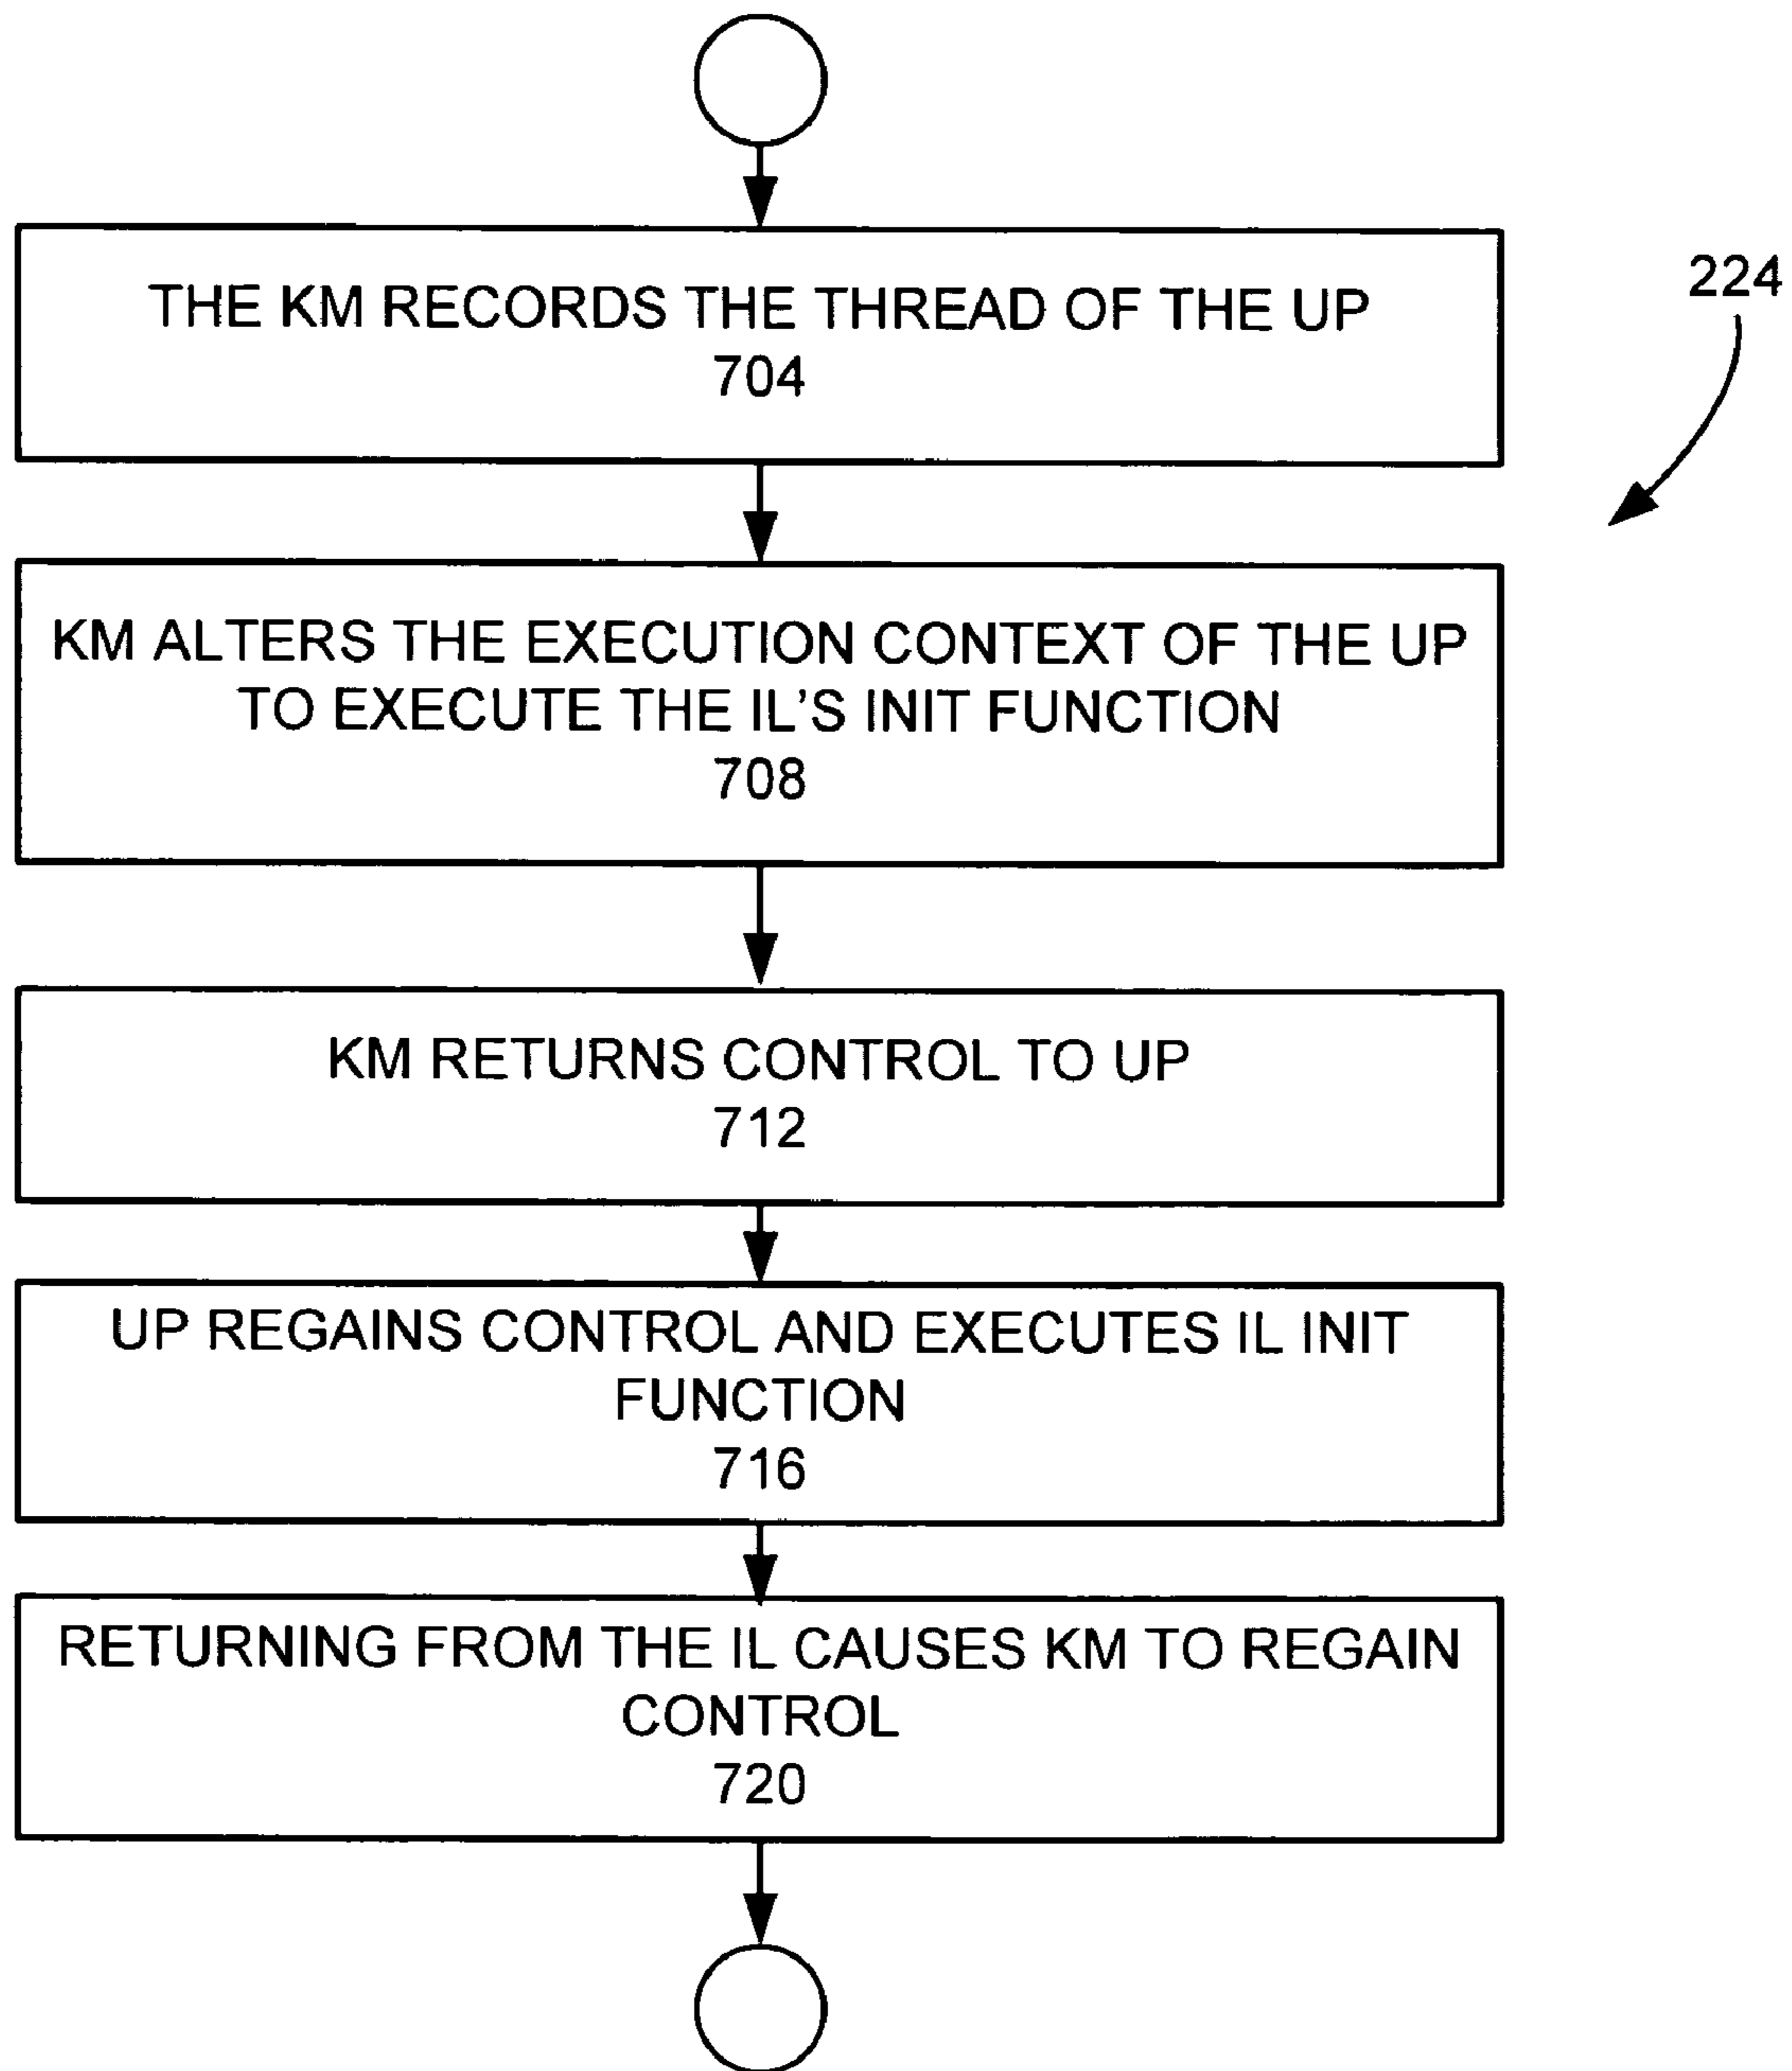 THE KM RECORDS THE THREAD OF THE UP
704
224
KM ALTERS THE EXECUTION CONTEXT OF THE UP
TO EXECUTE THE IL'S INIT FUNCTION
708
KM RETURNS CONTROL TO UP
712
UP REGAINS CONTROL AND EXECUTES IL INIT
FUNCTION
716
RETURNING FROM THE IL CAUSES KM TO REGAIN
CONTROL
720